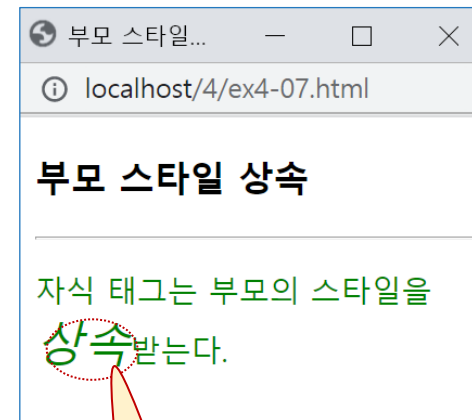 부모 스타일...
localhost/4/ex4-07.html
부모 스타일 상속
자식 태그는 부모의 스타일을
상속받는다.